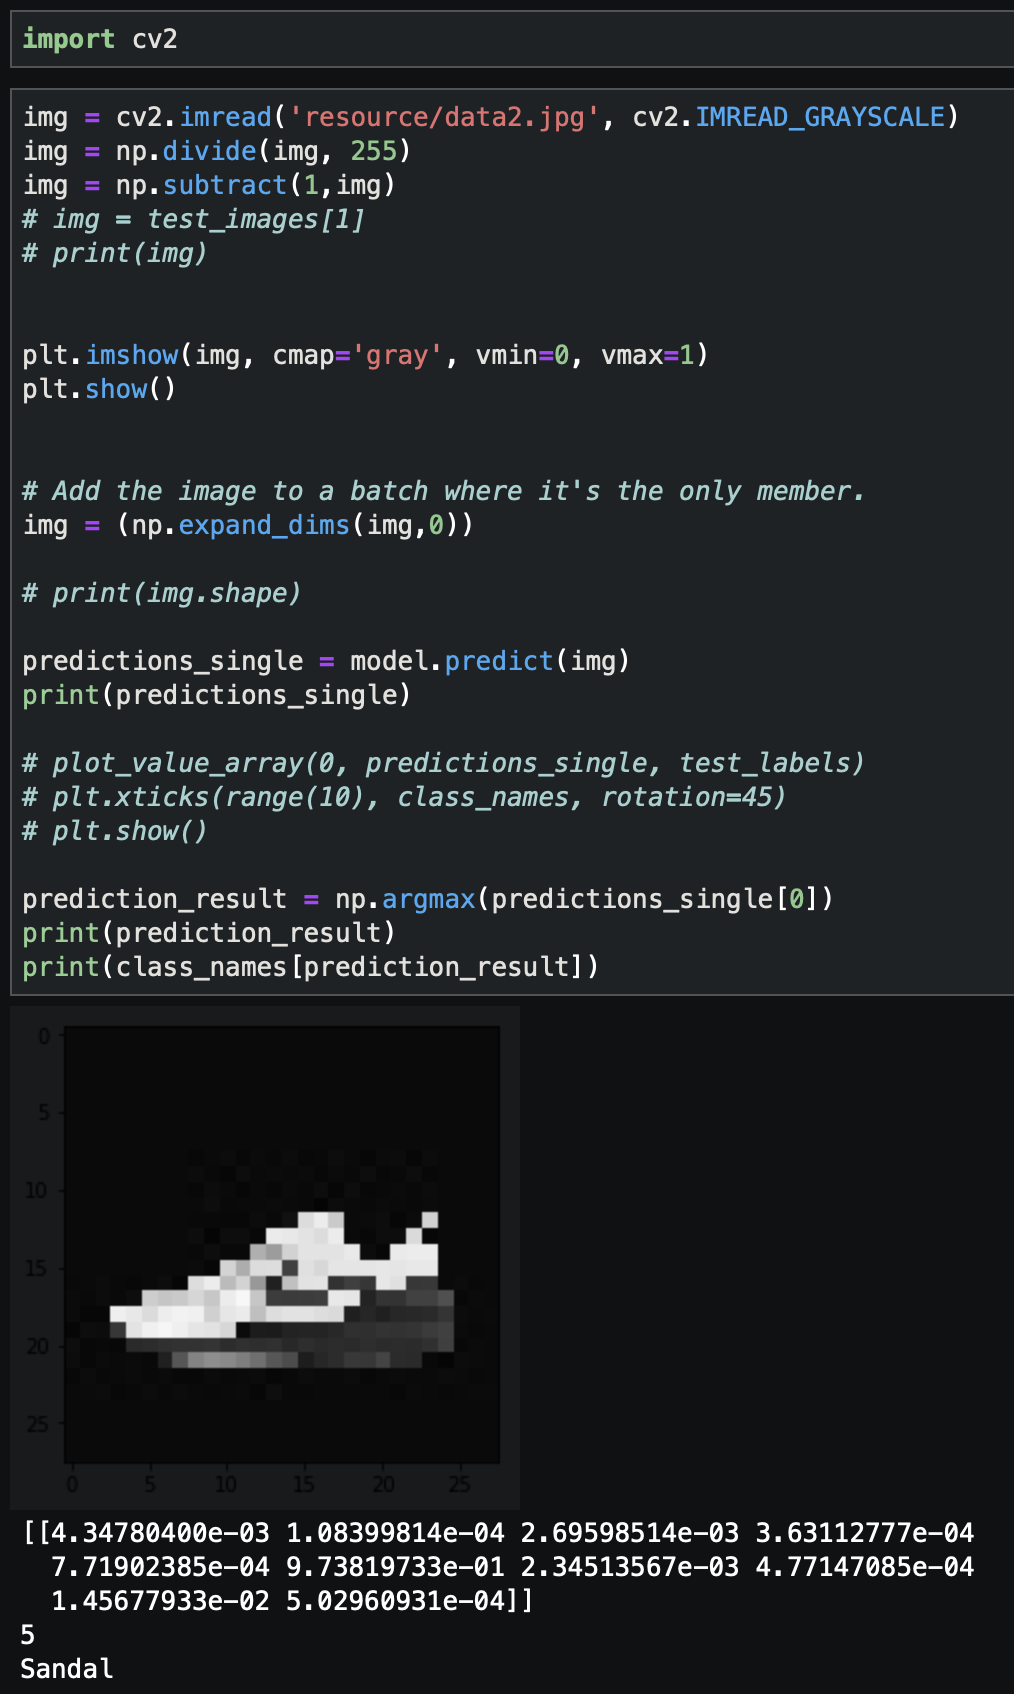 import cv2
img = cv2.imread('resource/data2.jpg', cv2.IMREAD_GRAYSCALE)
img = np.divide(img, 255)
img = np.subtract(1,img)
# img = test_images[1]
# print(img)
plt.imshow(img, cmap='gray', vmin=0, vmax=1)
plt.show()
# Add the image to a batch where it's the only member.
img = (np.expand_dims(img,0))
# print(img.shape)
predictions_single = model.predict(img)
print(predictions_single)
# plot_value_array(0, predictions_single, test_labels)
# plt.xticks(range(10), class_names, rotation=45)
# plt.show()
prediction_result = np.argmax(predictions_single[0])
print(prediction_result)
print(class_names[prediction_result])
0
5
10
15
20
25
0 5 10 15 20 25
[[4.34780400e-03 1.08399814e-04 2.69598514e-03 3.63112777e-04
7.71902385e-04 9.73819733e-01 2.34513567e-03 4.77147085e-04
1.45677933e-02 5.02960931e-04]]
5
Sandal